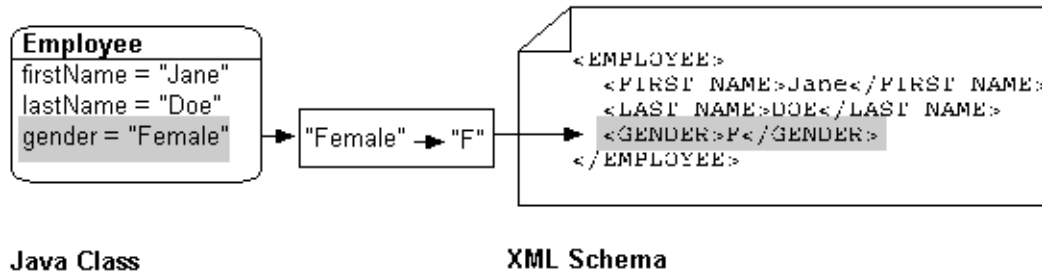 Employee
firstName = "Jane"
lastName = "Doe"
gender = "Female"
"Female" → "F"
<EMPLOYEE>
<FIRST NAME>Jane</FIRST NAME>
<LAST NAME>DOE</LAST NAME>
<GENDER>F</GENDER>
</EMPLOYEE>
Java Class
XML Schema